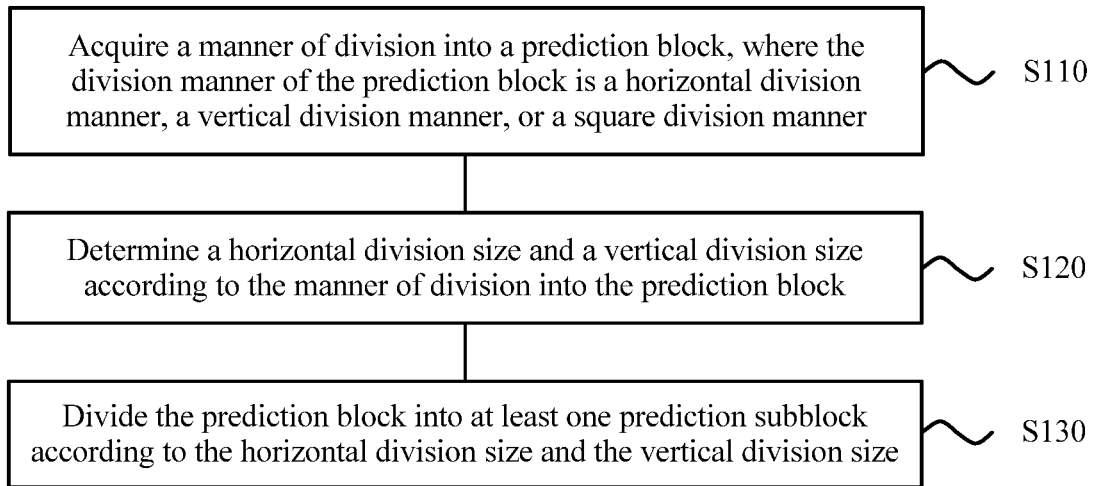 Acquire a manner of division into a prediction block, where the
division manner of the prediction block is a horizontal division
manner, a vertical division manner, or a square division manner
S110
Determine a horizontal division size and a vertical division size
according to the manner of division into the prediction block
S120
Divide the prediction block into at least one prediction subblock
according to the horizontal division size and the vertical division size
S130